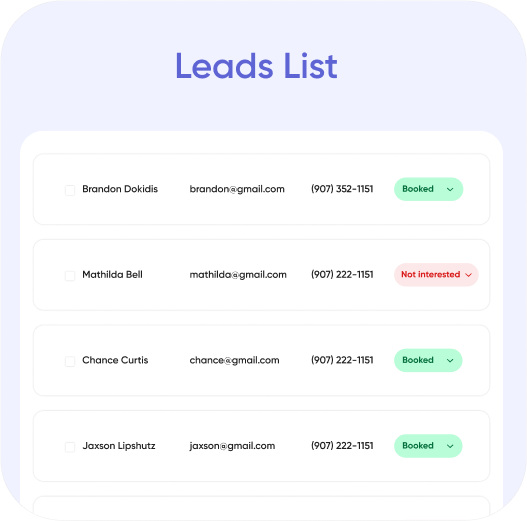 Leads List
Brandon Dokidis brandon@gmail.com (907) 352-1151 Booked
Mathilda Bell mathilda@gmail.com (907) 222-1151 Not interested
Chance Curtis chance@gmail.com (907) 222-1151 Booked
Jaxson Lipshutz jaxson@gmail.com (907) 222-1151 Booked